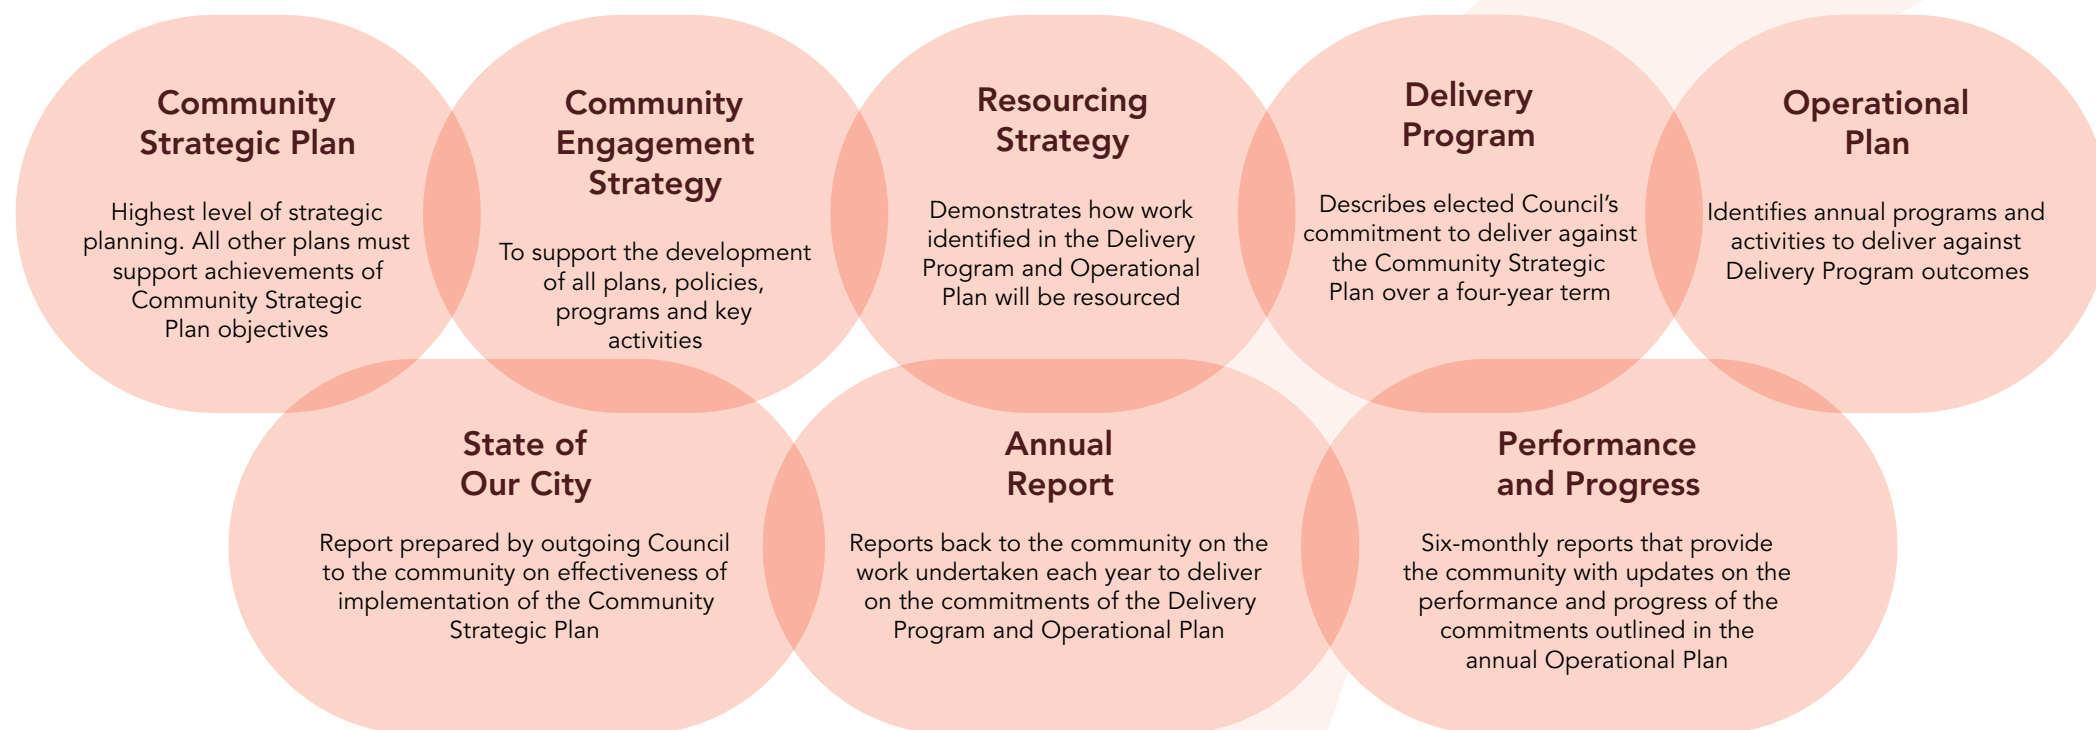 Community
Strategic Plan
Highest level of strategic
planning. All other plans must
support achievements of
Community Strategic
Plan objectives
Community
Engagement
Strategy
To support the development
of all plans, policies,
programs and key
activities
Resourcing
Strategy
Demonstrates how work
identified in the Delivery
Program and Operational
Plan will be resourced
Delivery
Program
Describes elected Council’s
commitment to deliver against
the Community Strategic
Plan over a four-year term
Operational
Plan
Identifies annual programs and
activities to deliver against
Delivery Program outcomes
State of
Our City
Report prepared by outgoing Council
to the community on effectiveness of
implementation of the Community
Strategic Plan
Annual
Report
Reports back to the community on the
work undertaken each year to deliver
on the commitments of the Delivery
Program and Operational Plan
Performance
and Progress
Six-monthly reports that provide
the community with updates on the
performance and progress of the
commitments outlined in the
annual Operational Plan